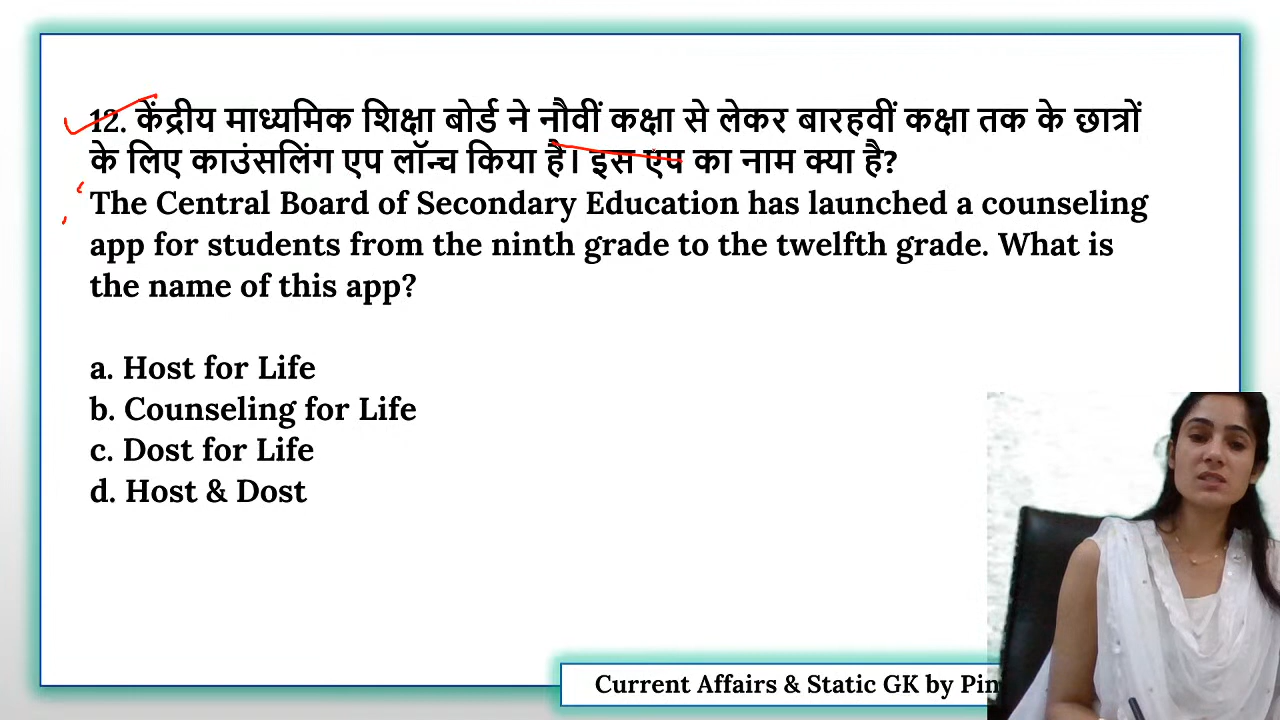 12. केंद्रीय माध्यमिक शिक्षा बोर्ड ने नौवीं कक्षा से लेकर बारहवीं कक्षा तक के छात्रों
के लिए काउंसलिंग एप लॉन्च किया है। इस एप का नाम क्या है?
The Central Board of Secondary Education has launched a counseling
app for students from the ninth grade to the twelfth grade. What is
the name of this app?
a. Host for Life
b. Counseling for Life
c. Dost for Life
d. Host & Dost
Current Affairs & Static GK by Pin